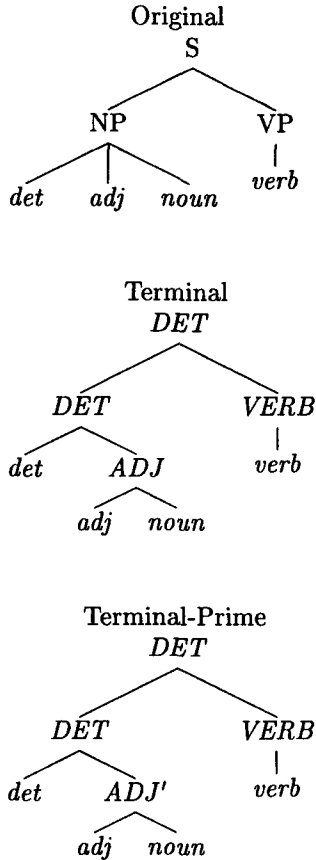 Original
S
NP VP
det adj noun verb
Terminal
DET
DET VERB
det ADJ verb
adj noun
Terminal-Prime
DET
DET VERB
det ADJ′ verb
adj noun